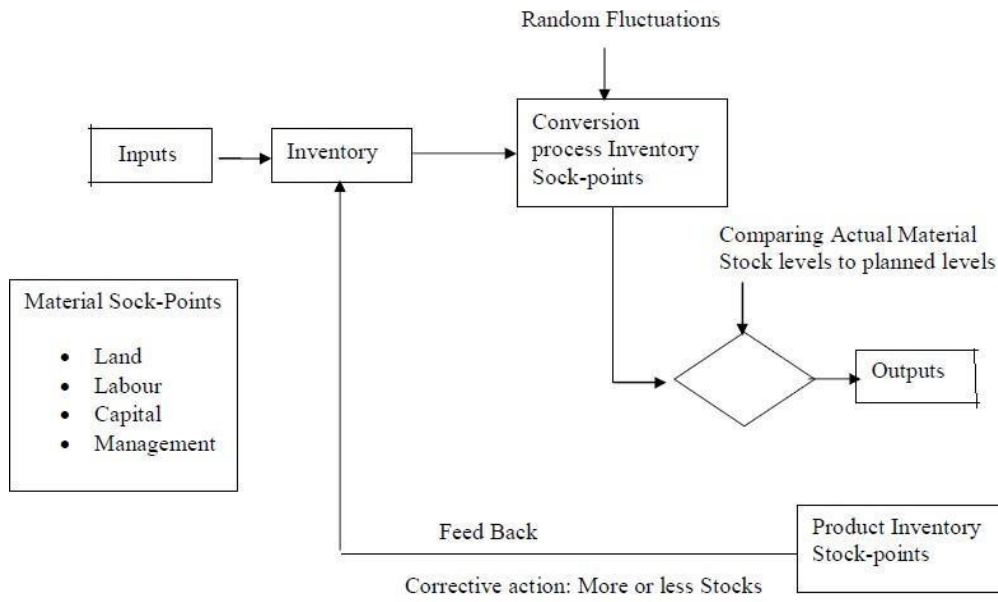 Random Fluctuations
Inputs
Inventory
Conversion
process Inventory
Sock-points
Comparing Actual Material
Stock levels to planned levels
Material Sock-Points
• Land
• Labour
• Capital
• Management
Outputs
Feed Back
Product Inventory
Stock-points
Corrective action: More or less Stocks